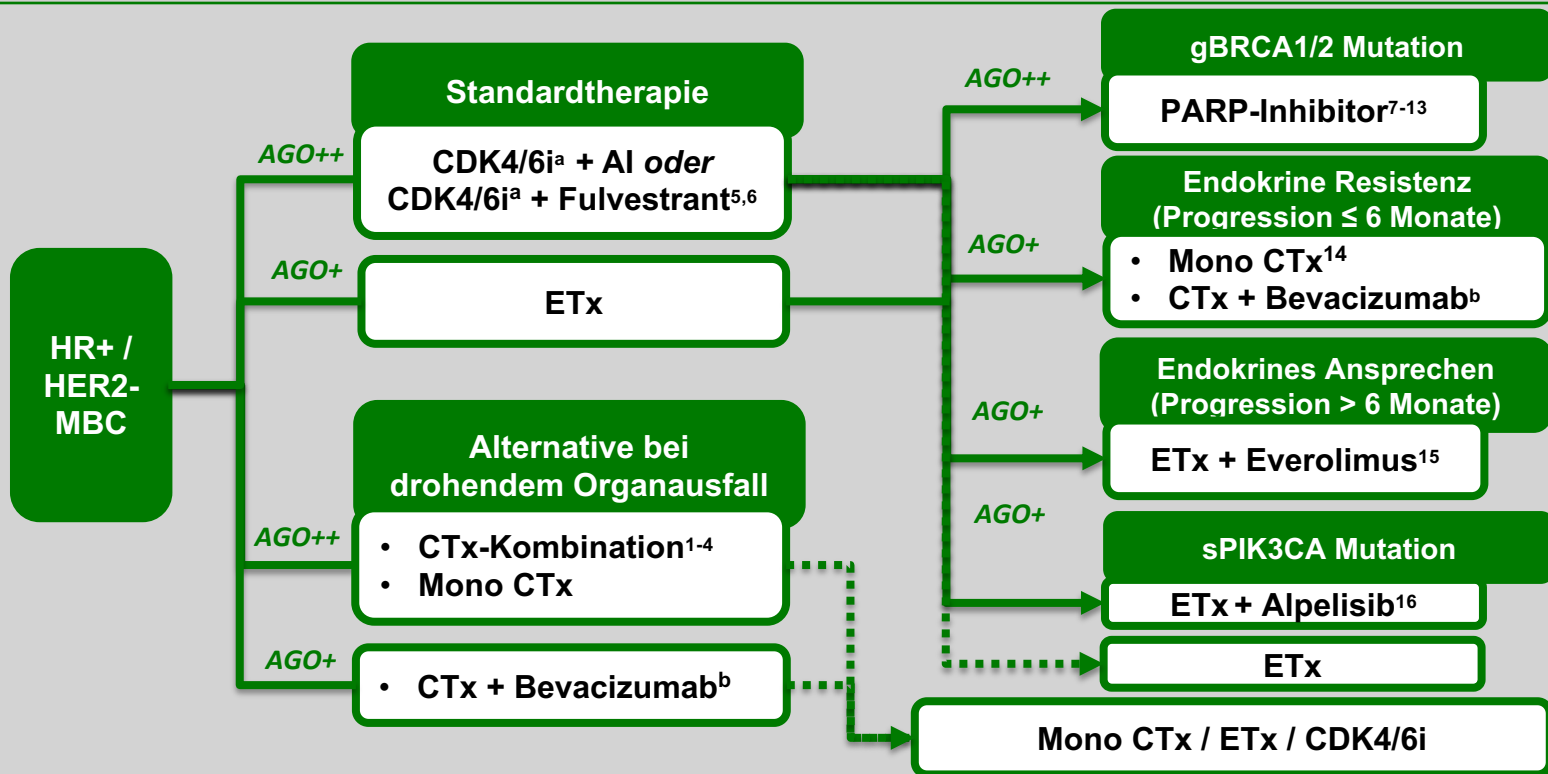 HR+ /
HER2-
MBC
AGO++
Standardtherapie
CDK4/6iᵃ + AI oder
CDK4/6iᵃ + Fulvestrant⁵,⁶
AGO+
ETx
AGO++
Alternative bei
drohendem Organausfall
• CTx-Kombination¹⁻⁴
• Mono CTx
AGO+
• CTx + Bevacizumabᵇ
AGO++
gBRCA1/2 Mutation
PARP-Inhibitor⁷⁻¹³
AGO+
Endokrine Resistenz
(Progression ≤ 6 Monate)
• Mono CTx¹⁴
• CTx + Bevacizumabᵇ
AGO+
Endokrines Ansprechen
(Progression > 6 Monate)
ETx + Everolimus¹⁵
AGO+
sPIK3CA Mutation
ETx + Alpelisib¹⁶
ETx
Mono CTx / ETx / CDK4/6i